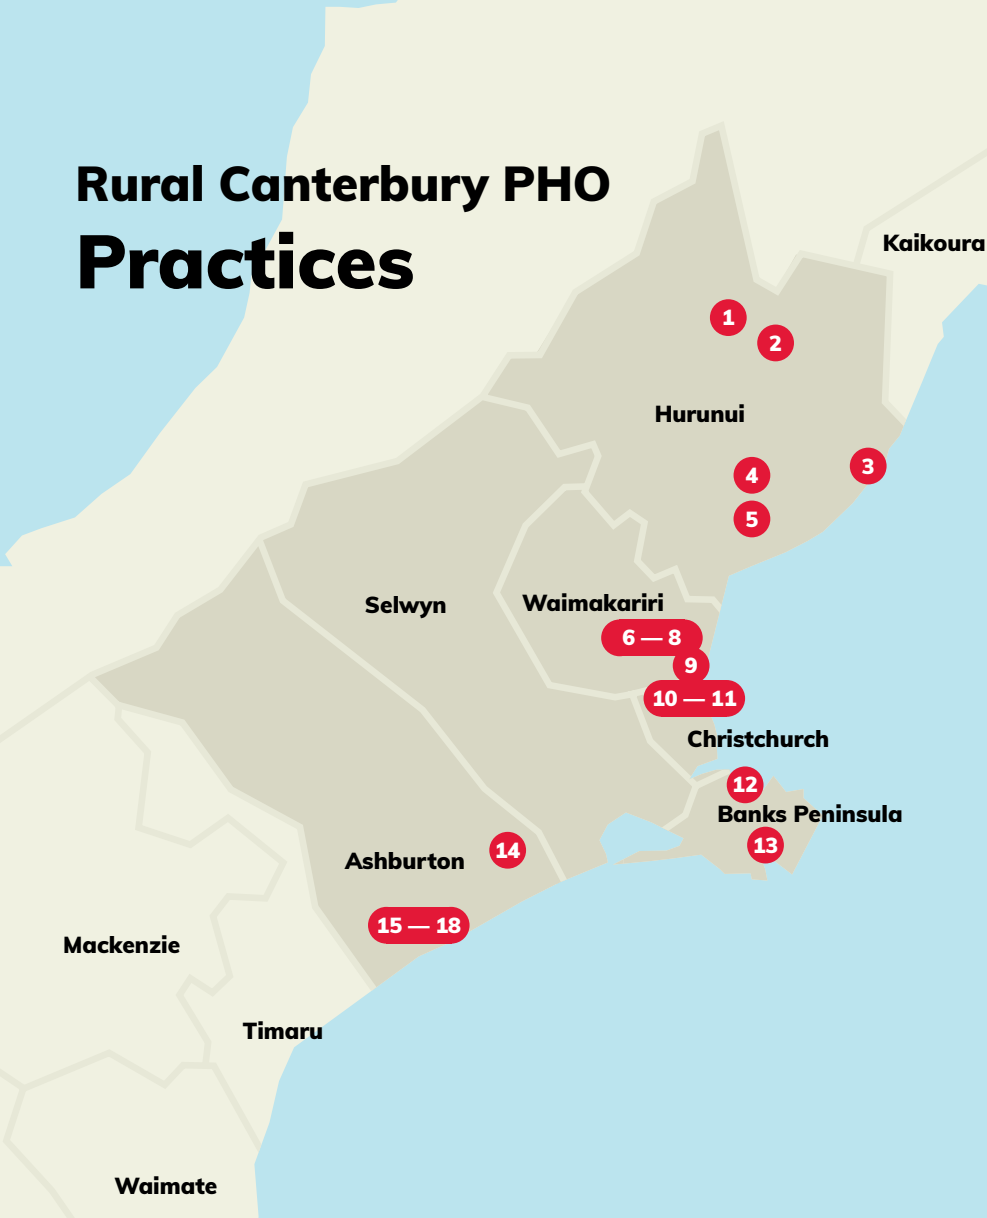 Rural Canterbury PHO
Practices
Kaikoura
1
2
Hurunui
3
4
5
Selwyn
Waimakariri
6 — 8
9
10 — 11
Christchurch
12
Banks Peninsula
13
14
Ashburton
15 — 18
Mackenzie
Timaru
Waimate